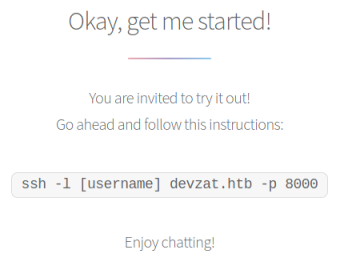 Okay, get me started!
You are invited to try it out!
Go ahead and follow this instructions:
ssh -l [username] devzat.htb -p 8000
Enjoy chatting!